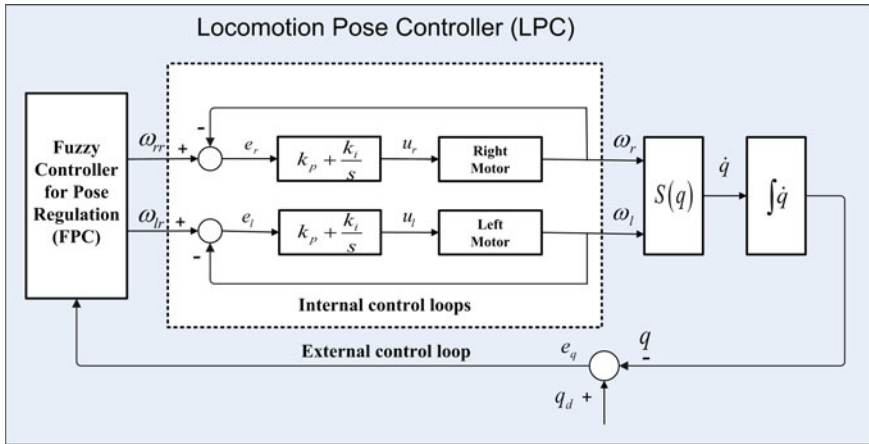 Locomotion Pose Controller (LPC)
Fuzzy
Controller
for Pose
Regulation
(FPC)
ω_rr
+
-
e_r
k_p + k_i/s
u_r
Right
Motor
ω_r
ω_lr
+
-
e_l
k_p + k_i/s
u_l
Left
Motor
ω_l
S(q)
q̇
∫q̇
Internal control loops
External control loop
e_q
q
-
q_d +